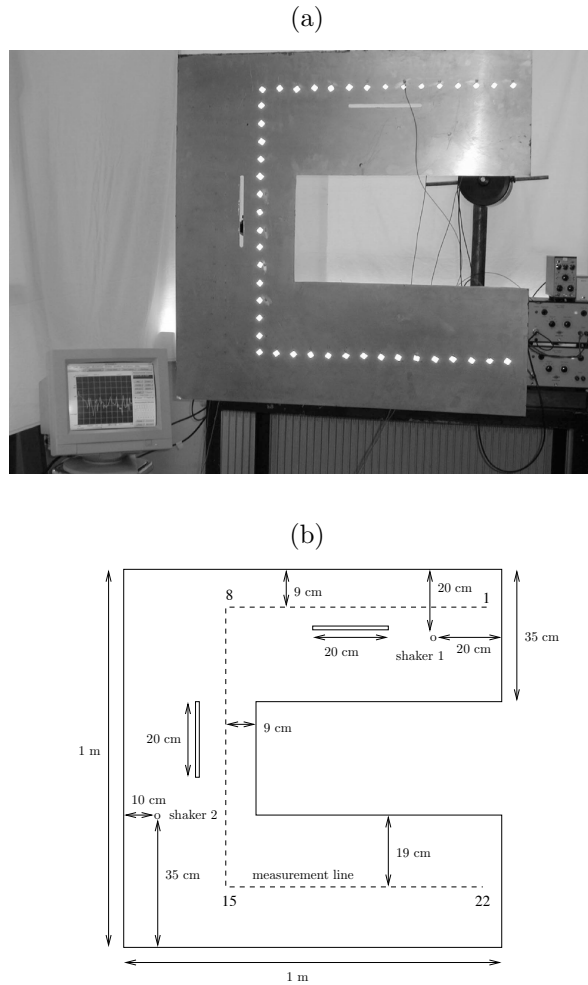 (a)
(b)
9 cm
20 cm
8
1
20 cm
shaker 1
20 cm
35 cm
20 cm
9 cm
1 m
10 cm
shaker 2
19 cm
35 cm
measurement line
15
22
1 m